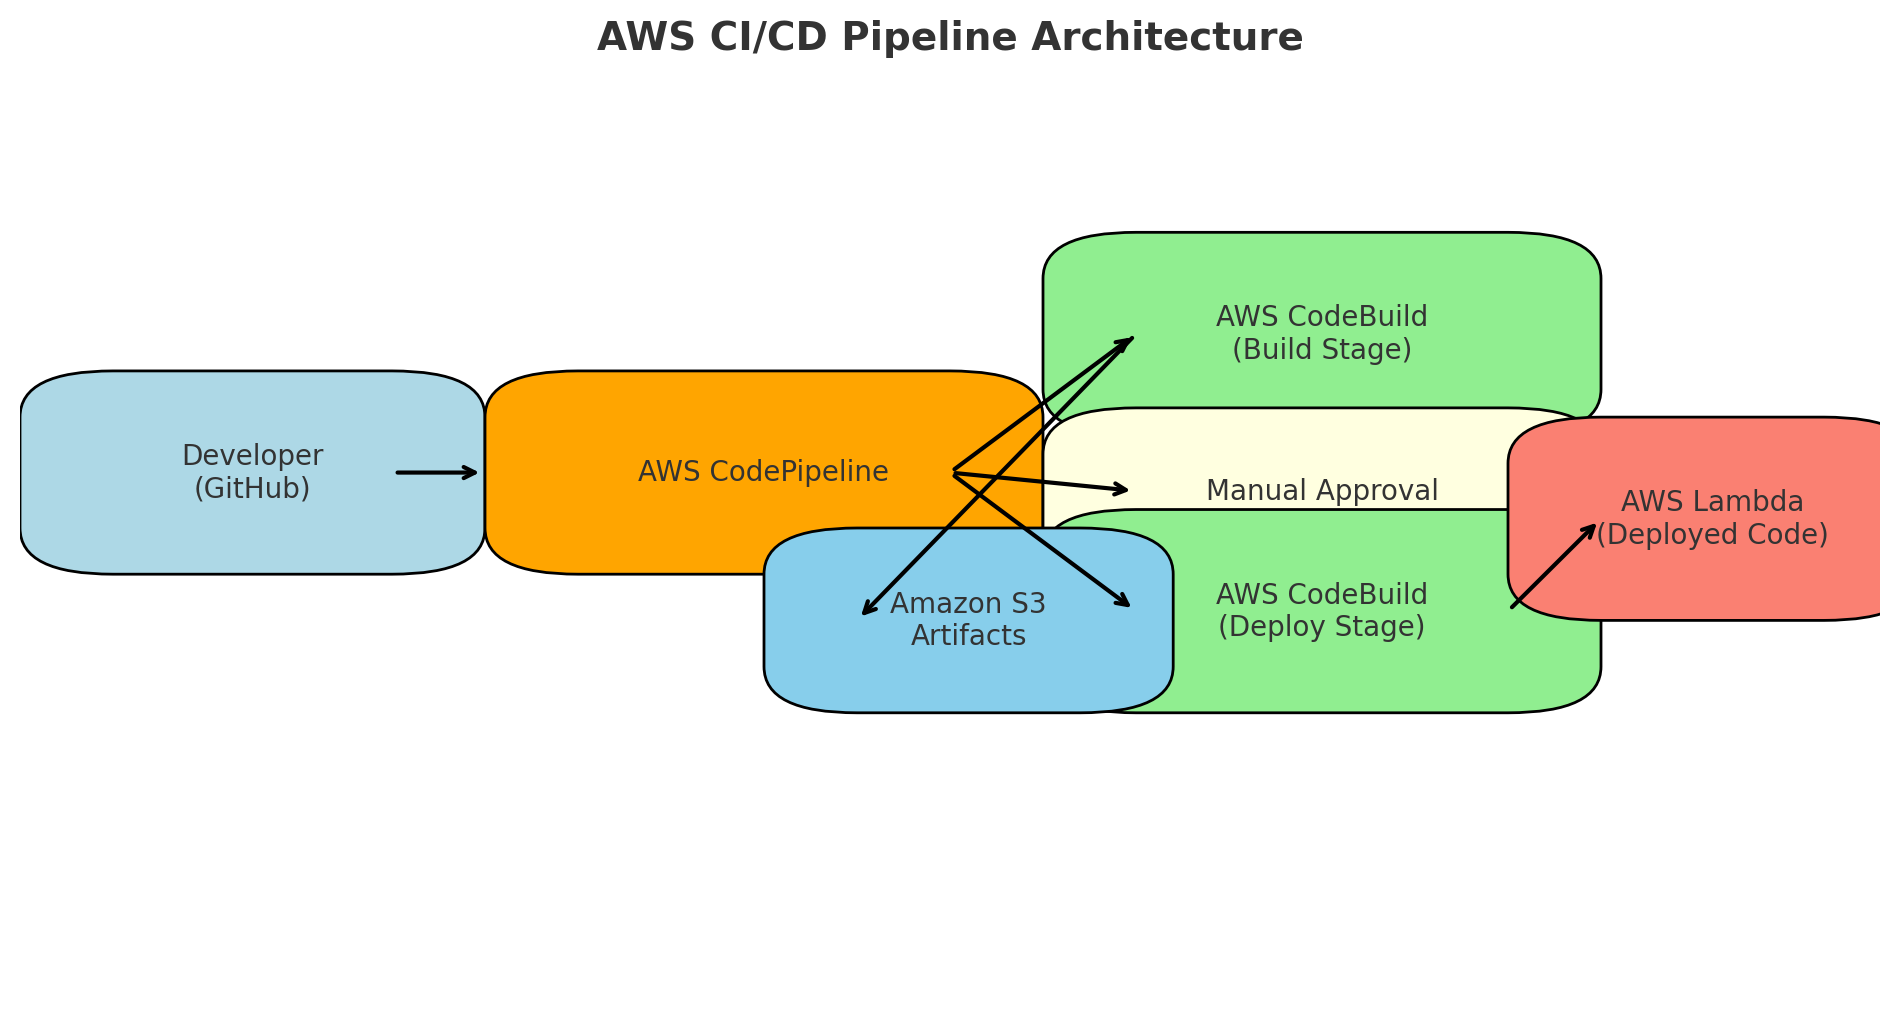 AWS CI/CD Pipeline Architecture
Developer
(GitHub)
AWS CodePipeline
AWS CodeBuild
(Build Stage)
Manual Approval
AWS CodeBuild
(Deploy Stage)
Amazon S3
Artifacts
AWS Lambda
(Deployed Code)